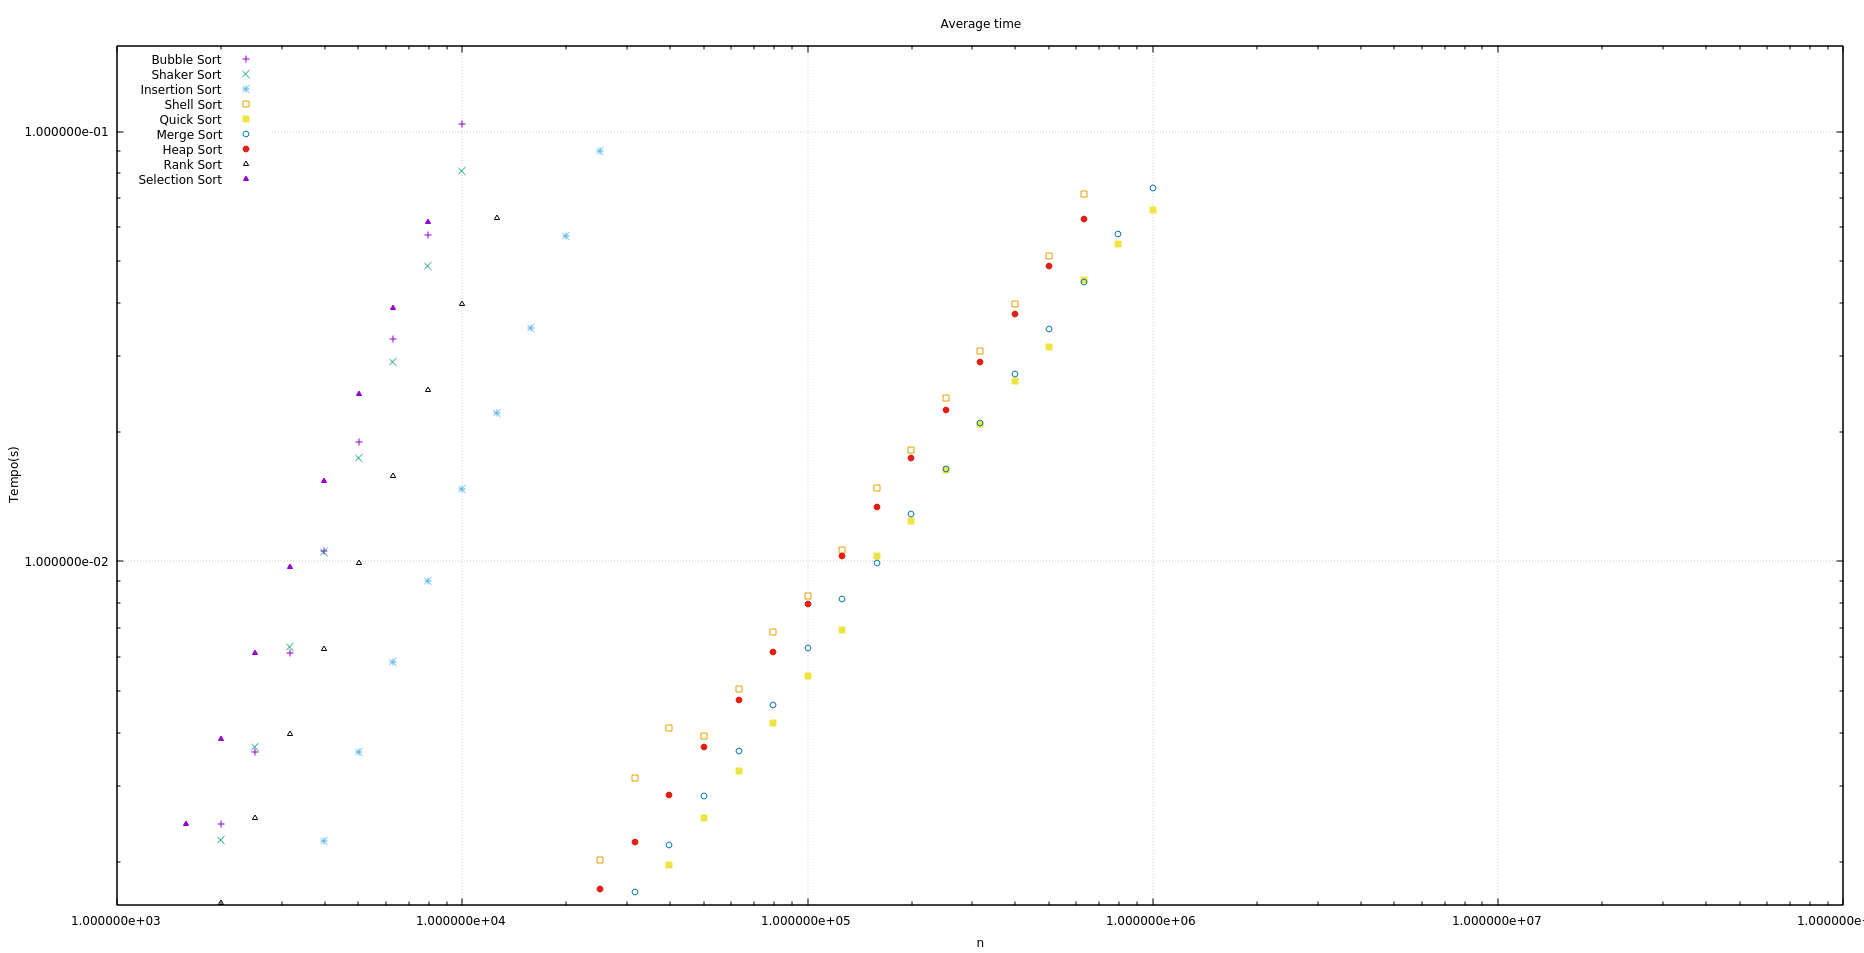 Average time
Bubble Sort
Shaker Sort
Insertion Sort
Shell Sort
Quick Sort
Merge Sort
Heap Sort
Rank Sort
Selection Sort
1.000000e-01
1.000000e-02
Tempo(s)
1.000000e+03 1.000000e+04 1.000000e+05 1.000000e+06 1.000000e+07 1.000000e-
n